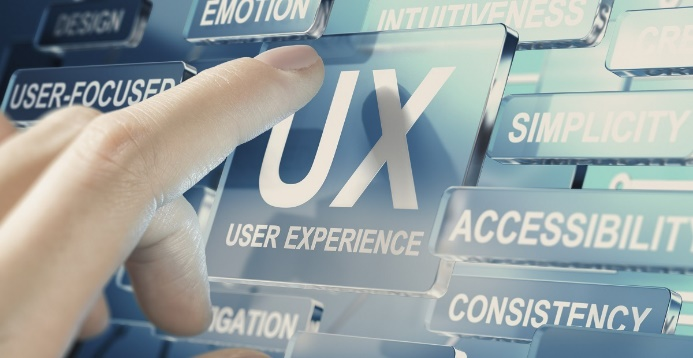 DESIGN
EMOTION
INTUITIVENESS
USER-FOCUSED
UX
USER EXPERIENCE
SIMPLICITY
ACCESSIBILITY
CONSISTENCY